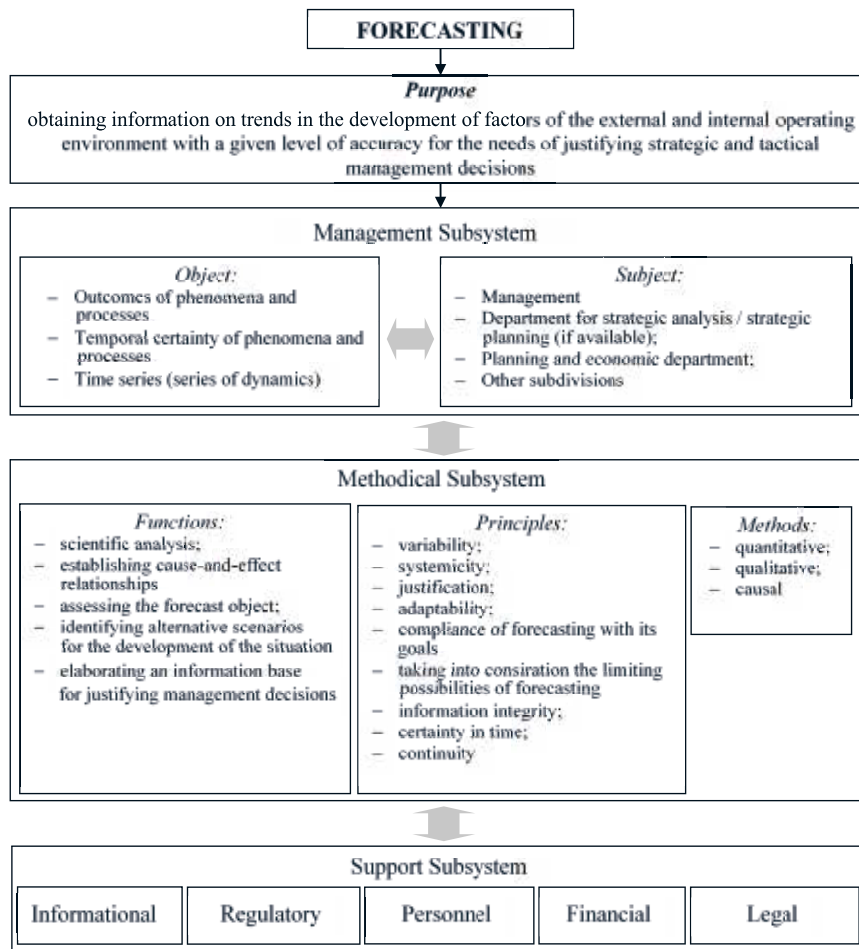 FORECASTING
Purpose
obtaining information on trends in the development of factors of the external and internal operating
environment with a given level of accuracy for the needs of justifying strategic and tactical
management decisions
Management Subsystem
Object:
– Outcomes of phenomena and
processes
– Temporal certainty of phenomena and
processes
– Time series (series of dynamics)
Subject:
– Management
– Department for strategic analysis / strategic
planning (if available);
– Planning and economic department;
– Other subdivisions
Methodical Subsystem
Functions:
– scientific analysis;
– establishing cause-and-effect
relationships
– assessing the forecast object;
– identifying alternative scenarios
for the development of the situation
– elaborating an information base
for justifying management decisions
Principles:
– variability;
– systemicity;
– justification;
– adaptability;
– compliance of forecasting with its
goals
– taking into consiration the limiting
possibilities of forecasting
– information integrity;
– certainty in time;
– continuity
Methods:
– quantitative;
– qualitative;
– causal
Support Subsystem
Informational
Regulatory
Personnel
Financial
Legal